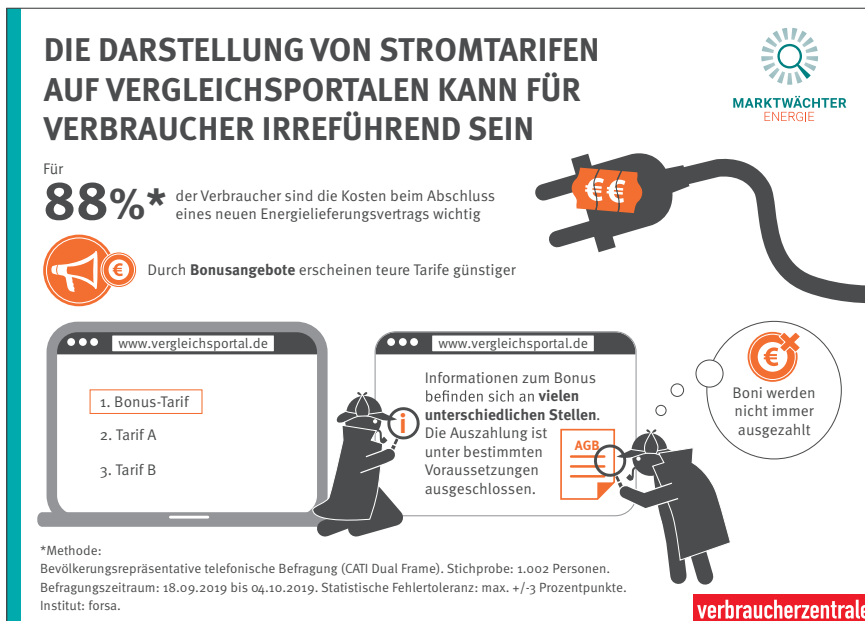 DIE DARSTELLUNG VON STROMTARIFEN
AUF VERGLEICHSPORTALEN KANN FÜR
VERBRAUCHER IRREFÜHREND SEIN
MARKTWÄCHTER
ENERGIE
Für
88%* der Verbraucher sind die Kosten beim Abschluss
eines neuen Energielieferungsvertrags wichtig
€€
€
Durch Bonusangebote erscheinen teure Tarife günstiger
www.vergleichsportal.de
1. Bonus-Tarif
2. Tarif A
3. Tarif B
i
www.vergleichsportal.de
Informationen zum Bonus
befinden sich an vielen
unterschiedlichen Stellen.
Die Auszahlung ist
unter bestimmten
Voraussetzungen
ausgeschlossen.
AGB
€
Boni werden
nicht immer
ausgezahlt
*Methode:
Bevölkerungsrepräsentative telefonische Befragung (CATI Dual Frame). Stichprobe: 1.002 Personen.
Befragungszeitraum: 18.09.2019 bis 04.10.2019. Statistische Fehlertoleranz: max. +/-3 Prozentpunkte.
Institut: forsa.
verbraucherzentrale